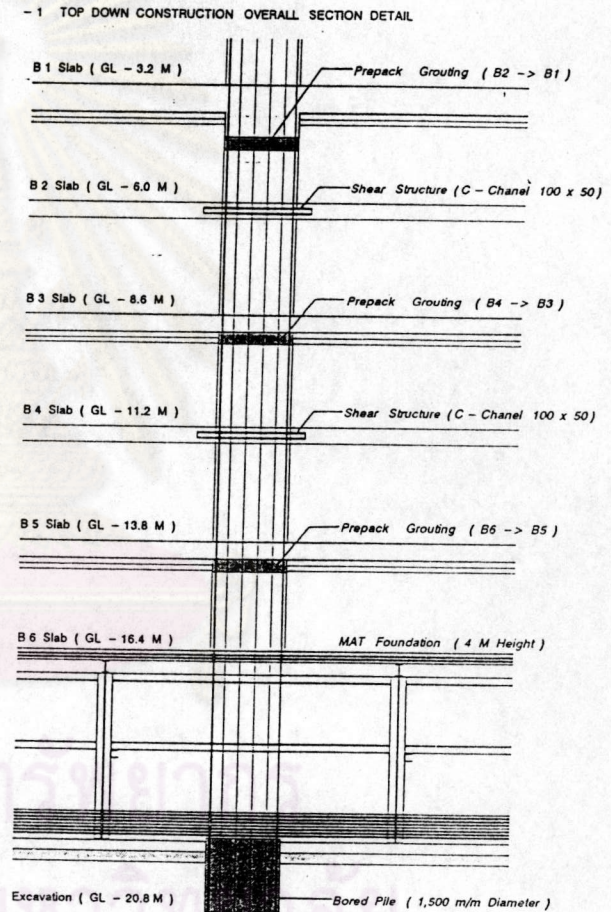 - 1 TOP DOWN CONSTRUCTION OVERALL SECTION DETAIL
B 1 Slab ( GL - 3.2 M )
Prepack Grouting ( B2 -> B1 )
B 2 Slab ( GL - 6.0 M )
Shear Structure ( C - Chanel 100 x 50 )
B 3 Slab ( GL - 8.6 M )
Prepack Grouting ( B4 -> B3 )
B 4 Slab ( GL - 11.2 M )
Shear Structure ( C - Chanel 100 x 50 )
B 5 Slab ( GL - 13.8 M )
Prepack Grouting ( B6 -> B5 )
B 6 Slab ( GL - 16.4 M )
MAT Foundation ( 4 M Height )
Excavation ( GL - 20.8 M )
Bored Pile ( 1,500 m/m Diameter )